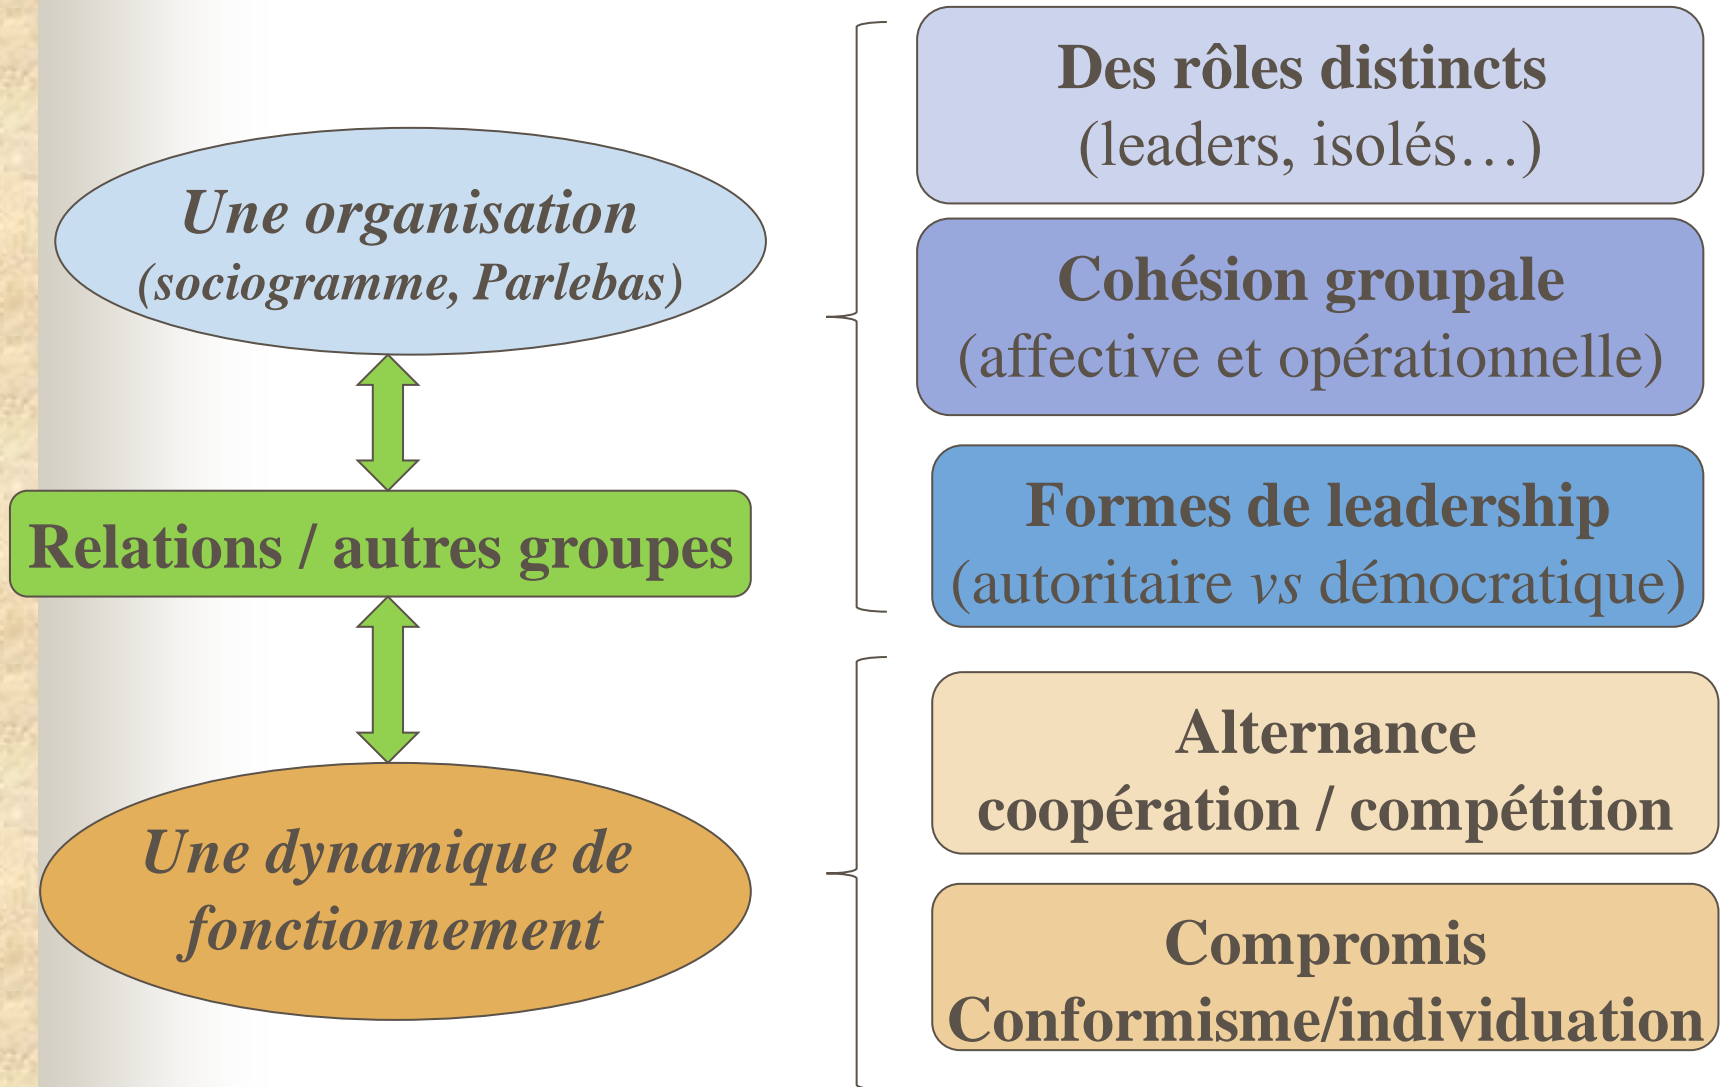 Une organisation
(sociogramme, Parlebas)
Relations / autres groupes
Une dynamique de
fonctionnement
Des rôles distincts
(leaders, isolés…)
Cohésion groupale
(affective et opérationnelle)
Formes de leadership
(autoritaire vs démocratique)
Alternance
coopération / compétition
Compromis
Conformisme/individuation